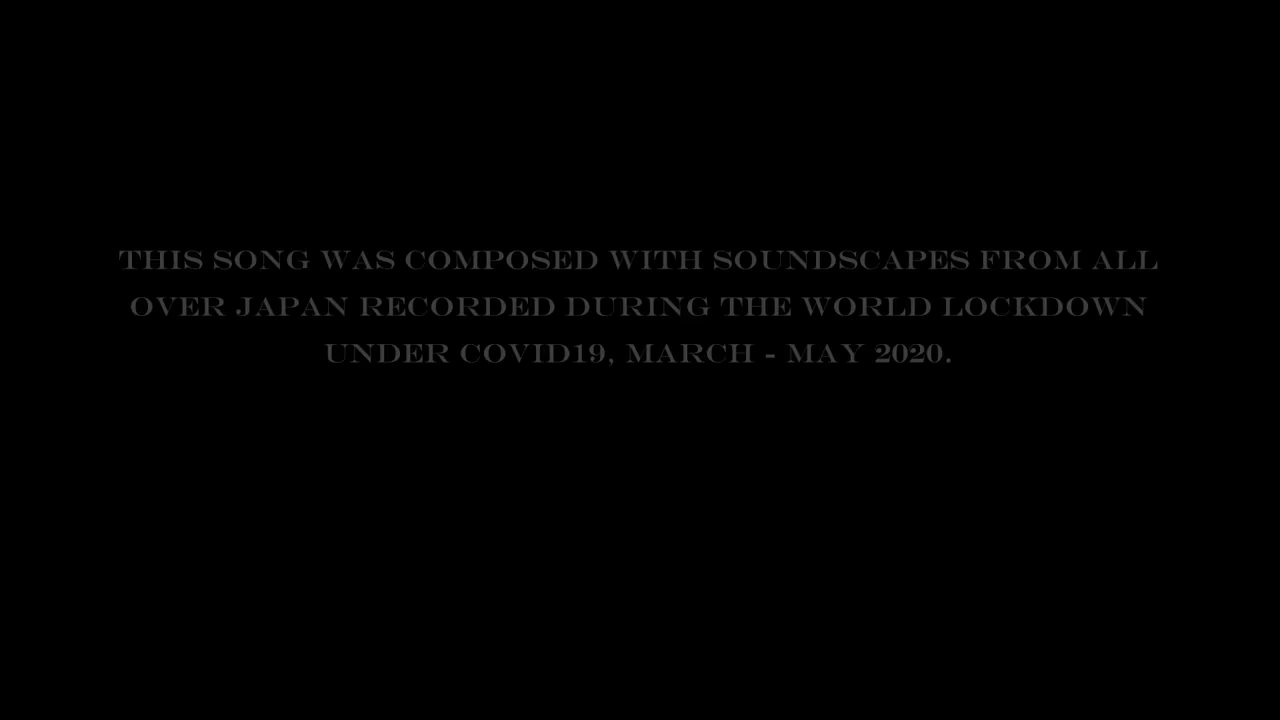 THIS SONG WAS COMPOSED WITH SOUNDSCAPES FROM ALL
OVER JAPAN RECORDED DURING THE WORLD LOCKDOWN
UNDER COVID19, MARCH - MAY 2020.